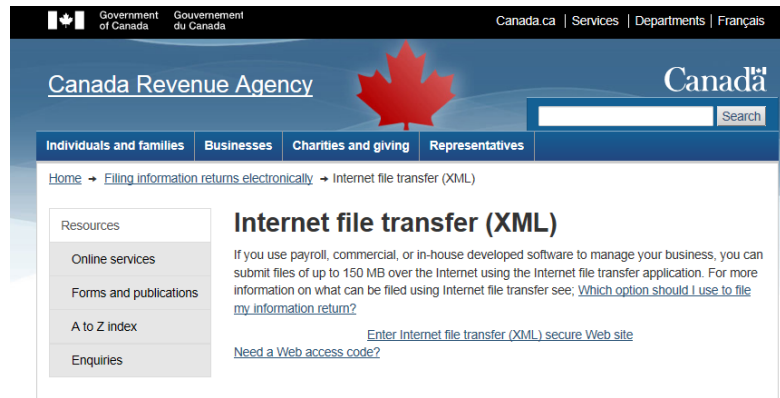 Government of Canada
Gouvernement du Canada
Canada.ca | Services | Departments | Français
Canada Revenue Agency
Canada
Search
Individuals and families
Businesses
Charities and giving
Representatives
Home → Filing information returns electronically → Internet file transfer (XML)
Resources
Online services
Forms and publications
A to Z index
Enquiries
Internet file transfer (XML)
If you use payroll, commercial, or in-house developed software to manage your business, you can
submit files of up to 150 MB over the Internet using the Internet file transfer application. For more
information on what can be filed using Internet file transfer see; Which option should I use to file
my information return?
Enter Internet file transfer (XML) secure Web site
Need a Web access code?